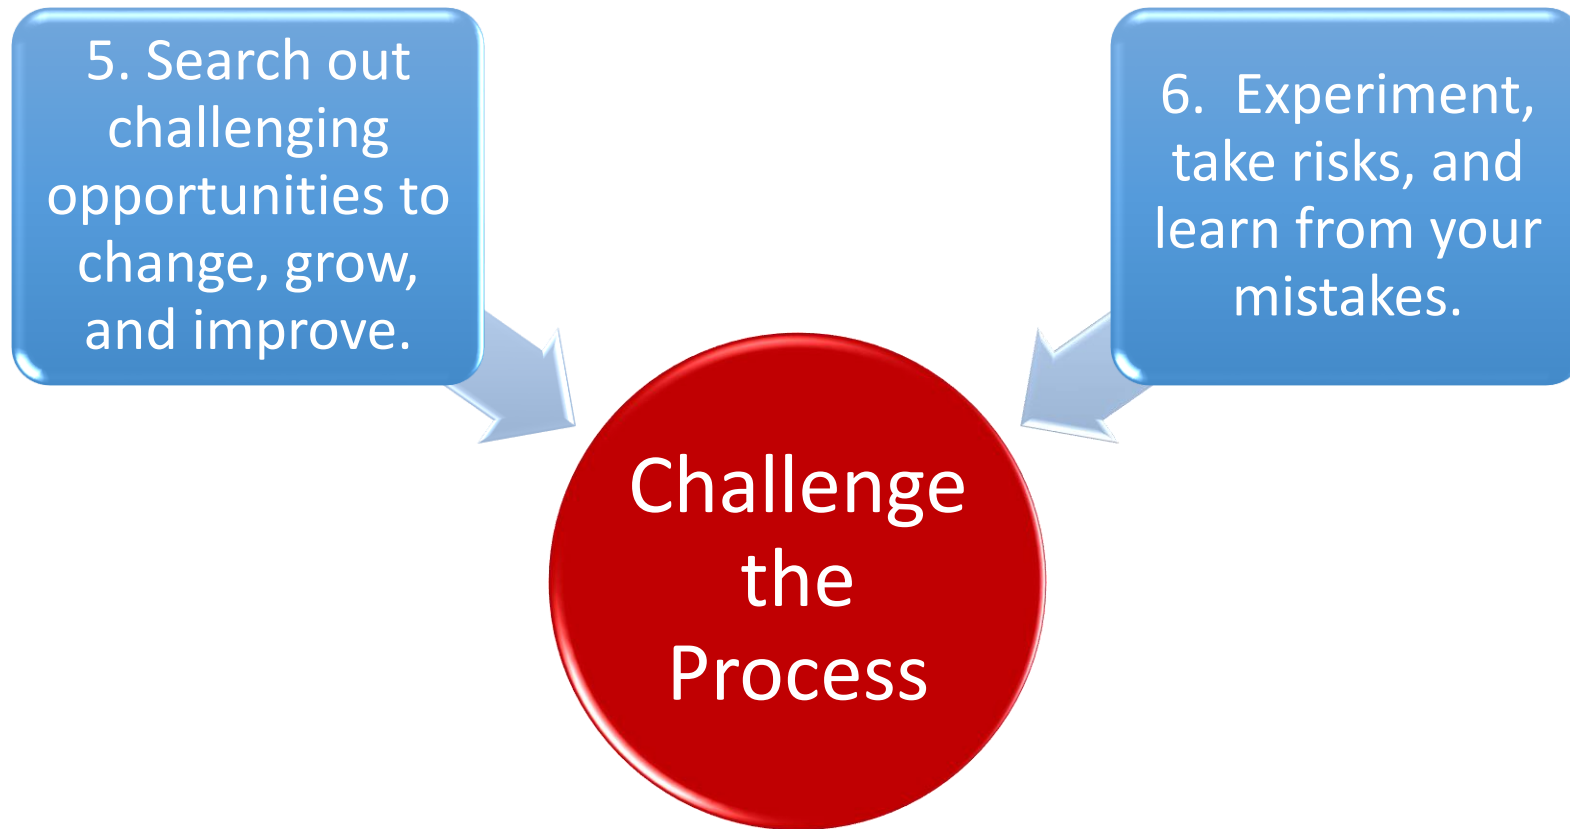 5. Search out
challenging
opportunities to
change, grow,
and improve.
6.  Experiment,
take risks, and
learn from your
mistakes.
Challenge
the
Process